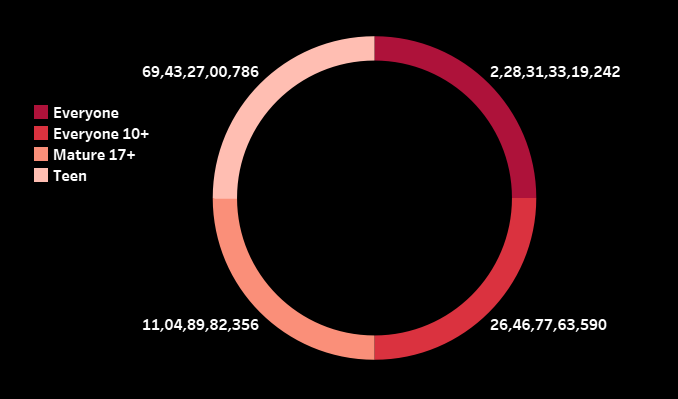 69,43,27,00,786
2,28,31,33,19,242
Everyone
Everyone 10+
Mature 17+
Teen
11,04,89,82,356
26,46,77,63,590